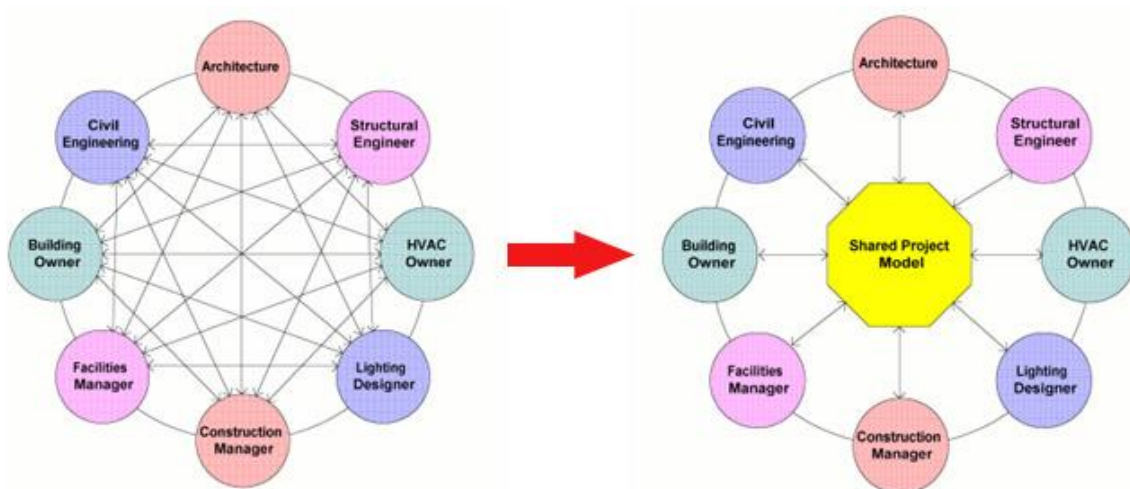 Architecture
Civil
Engineering
Structural
Engineer
Building
Owner
HVAC
Owner
Facilities
Manager
Lighting
Designer
Construction
Manager
Architecture
Civil
Engineering
Structural
Engineer
Building
Owner
Shared Project
Model
HVAC
Owner
Facilities
Manager
Lighting
Designer
Construction
Manager